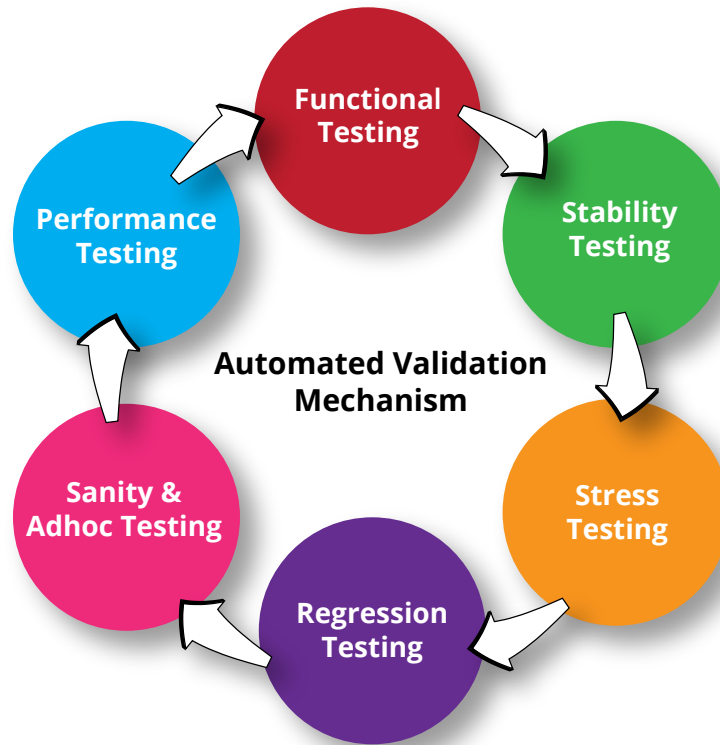 Functional
Testing
Stability
Testing
Stress
Testing
Regression
Testing
Sanity &
Adhoc Testing
Performance
Testing
Automated Validation
Mechanism